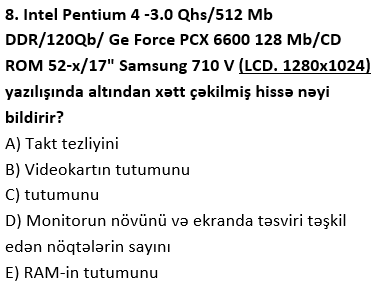 8. Intel Pentium 4 -3.0 Qhs/512 Mb
DDR/120Qb/ Ge Force PCX 6600 128 Mb/CD
ROM 52-x/17" Samsung 710 V (LCD. 1280x1024)
yazılışında altından xətt çəkilmiş hissə nəyi
bildirir?
A) Takt tezliyini
B) Videokartın tutumunu
C) tutumunu
D) Monitorun növünü və ekranda təsviri təşkil
edən nöqtələrin sayını
E) RAM-in tutumunu